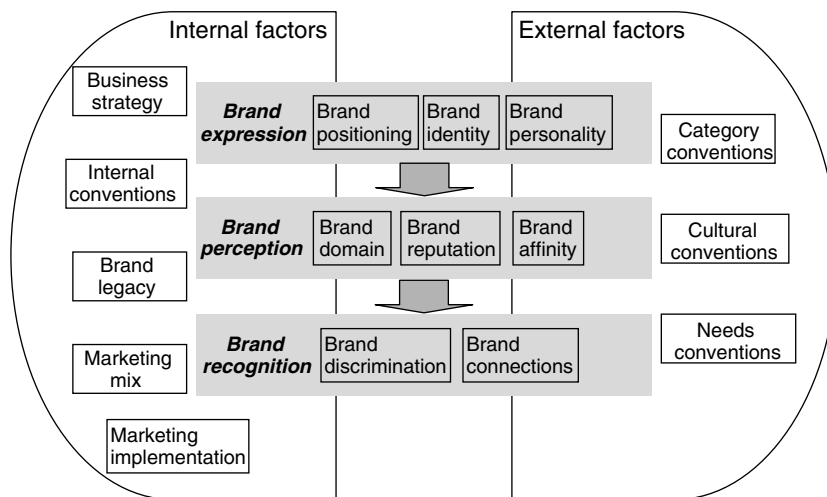 Internal factors
External factors
Business
strategy
Internal
conventions
Brand
legacy
Marketing
mix
Marketing
implementation
Brand
expression
Brand
positioning
Brand
identity
Brand
personality
Brand
perception
Brand
domain
Brand
reputation
Brand
affinity
Brand
recognition
Brand
discrimination
Brand
connections
Category
conventions
Cultural
conventions
Needs
conventions